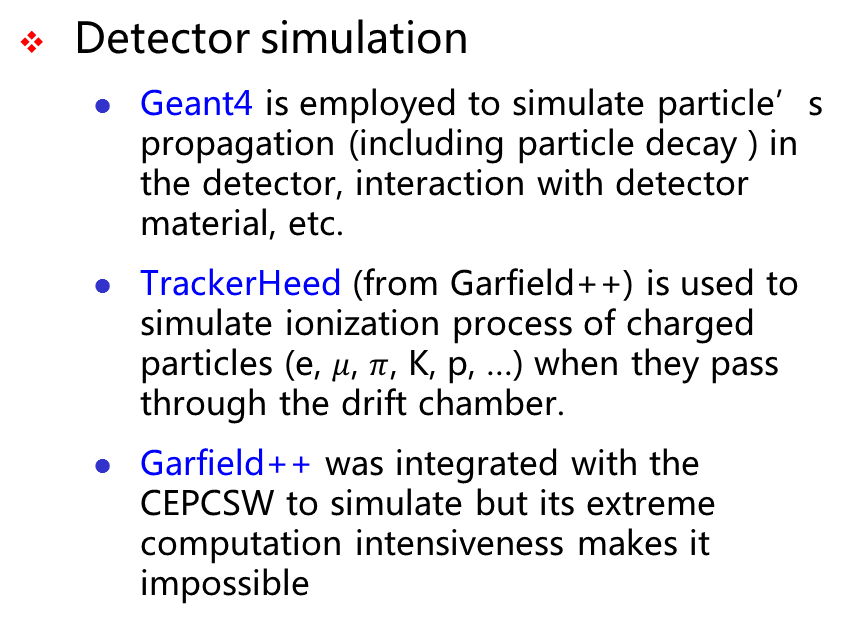 Detector simulation
Geant4 is employed to simulate particle’s
propagation (including particle decay ) in
the detector, interaction with detector
material, etc.
TrackerHeed (from Garfield++) is used to
simulate ionization process of charged
particles (e, μ, π, K, p, …) when they pass
through the drift chamber.
Garfield++ was integrated with the
CEPCSW to simulate but its extreme
computation intensiveness makes it
impossible